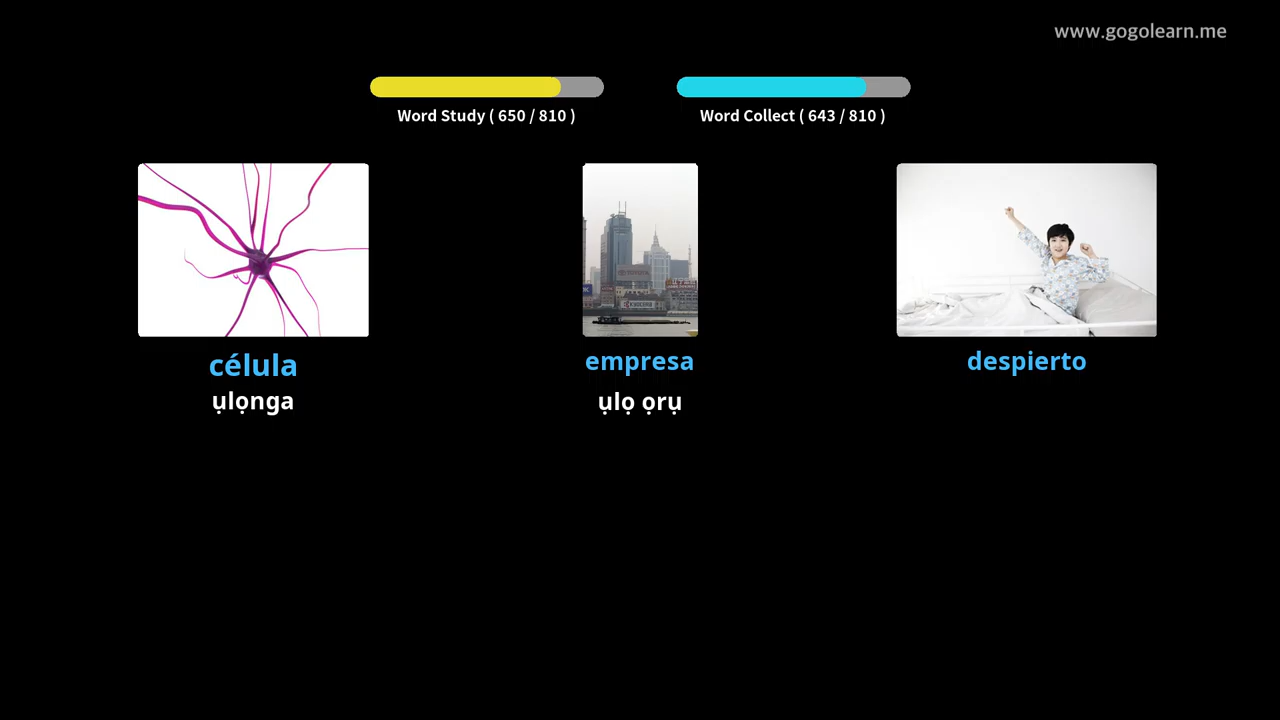 www.gogolearn.me
Word Study ( 650 / 810 )
Word Collect ( 643 / 810 )
célula
ụlọnga
empresa
ụlọ ọrụ
despierto